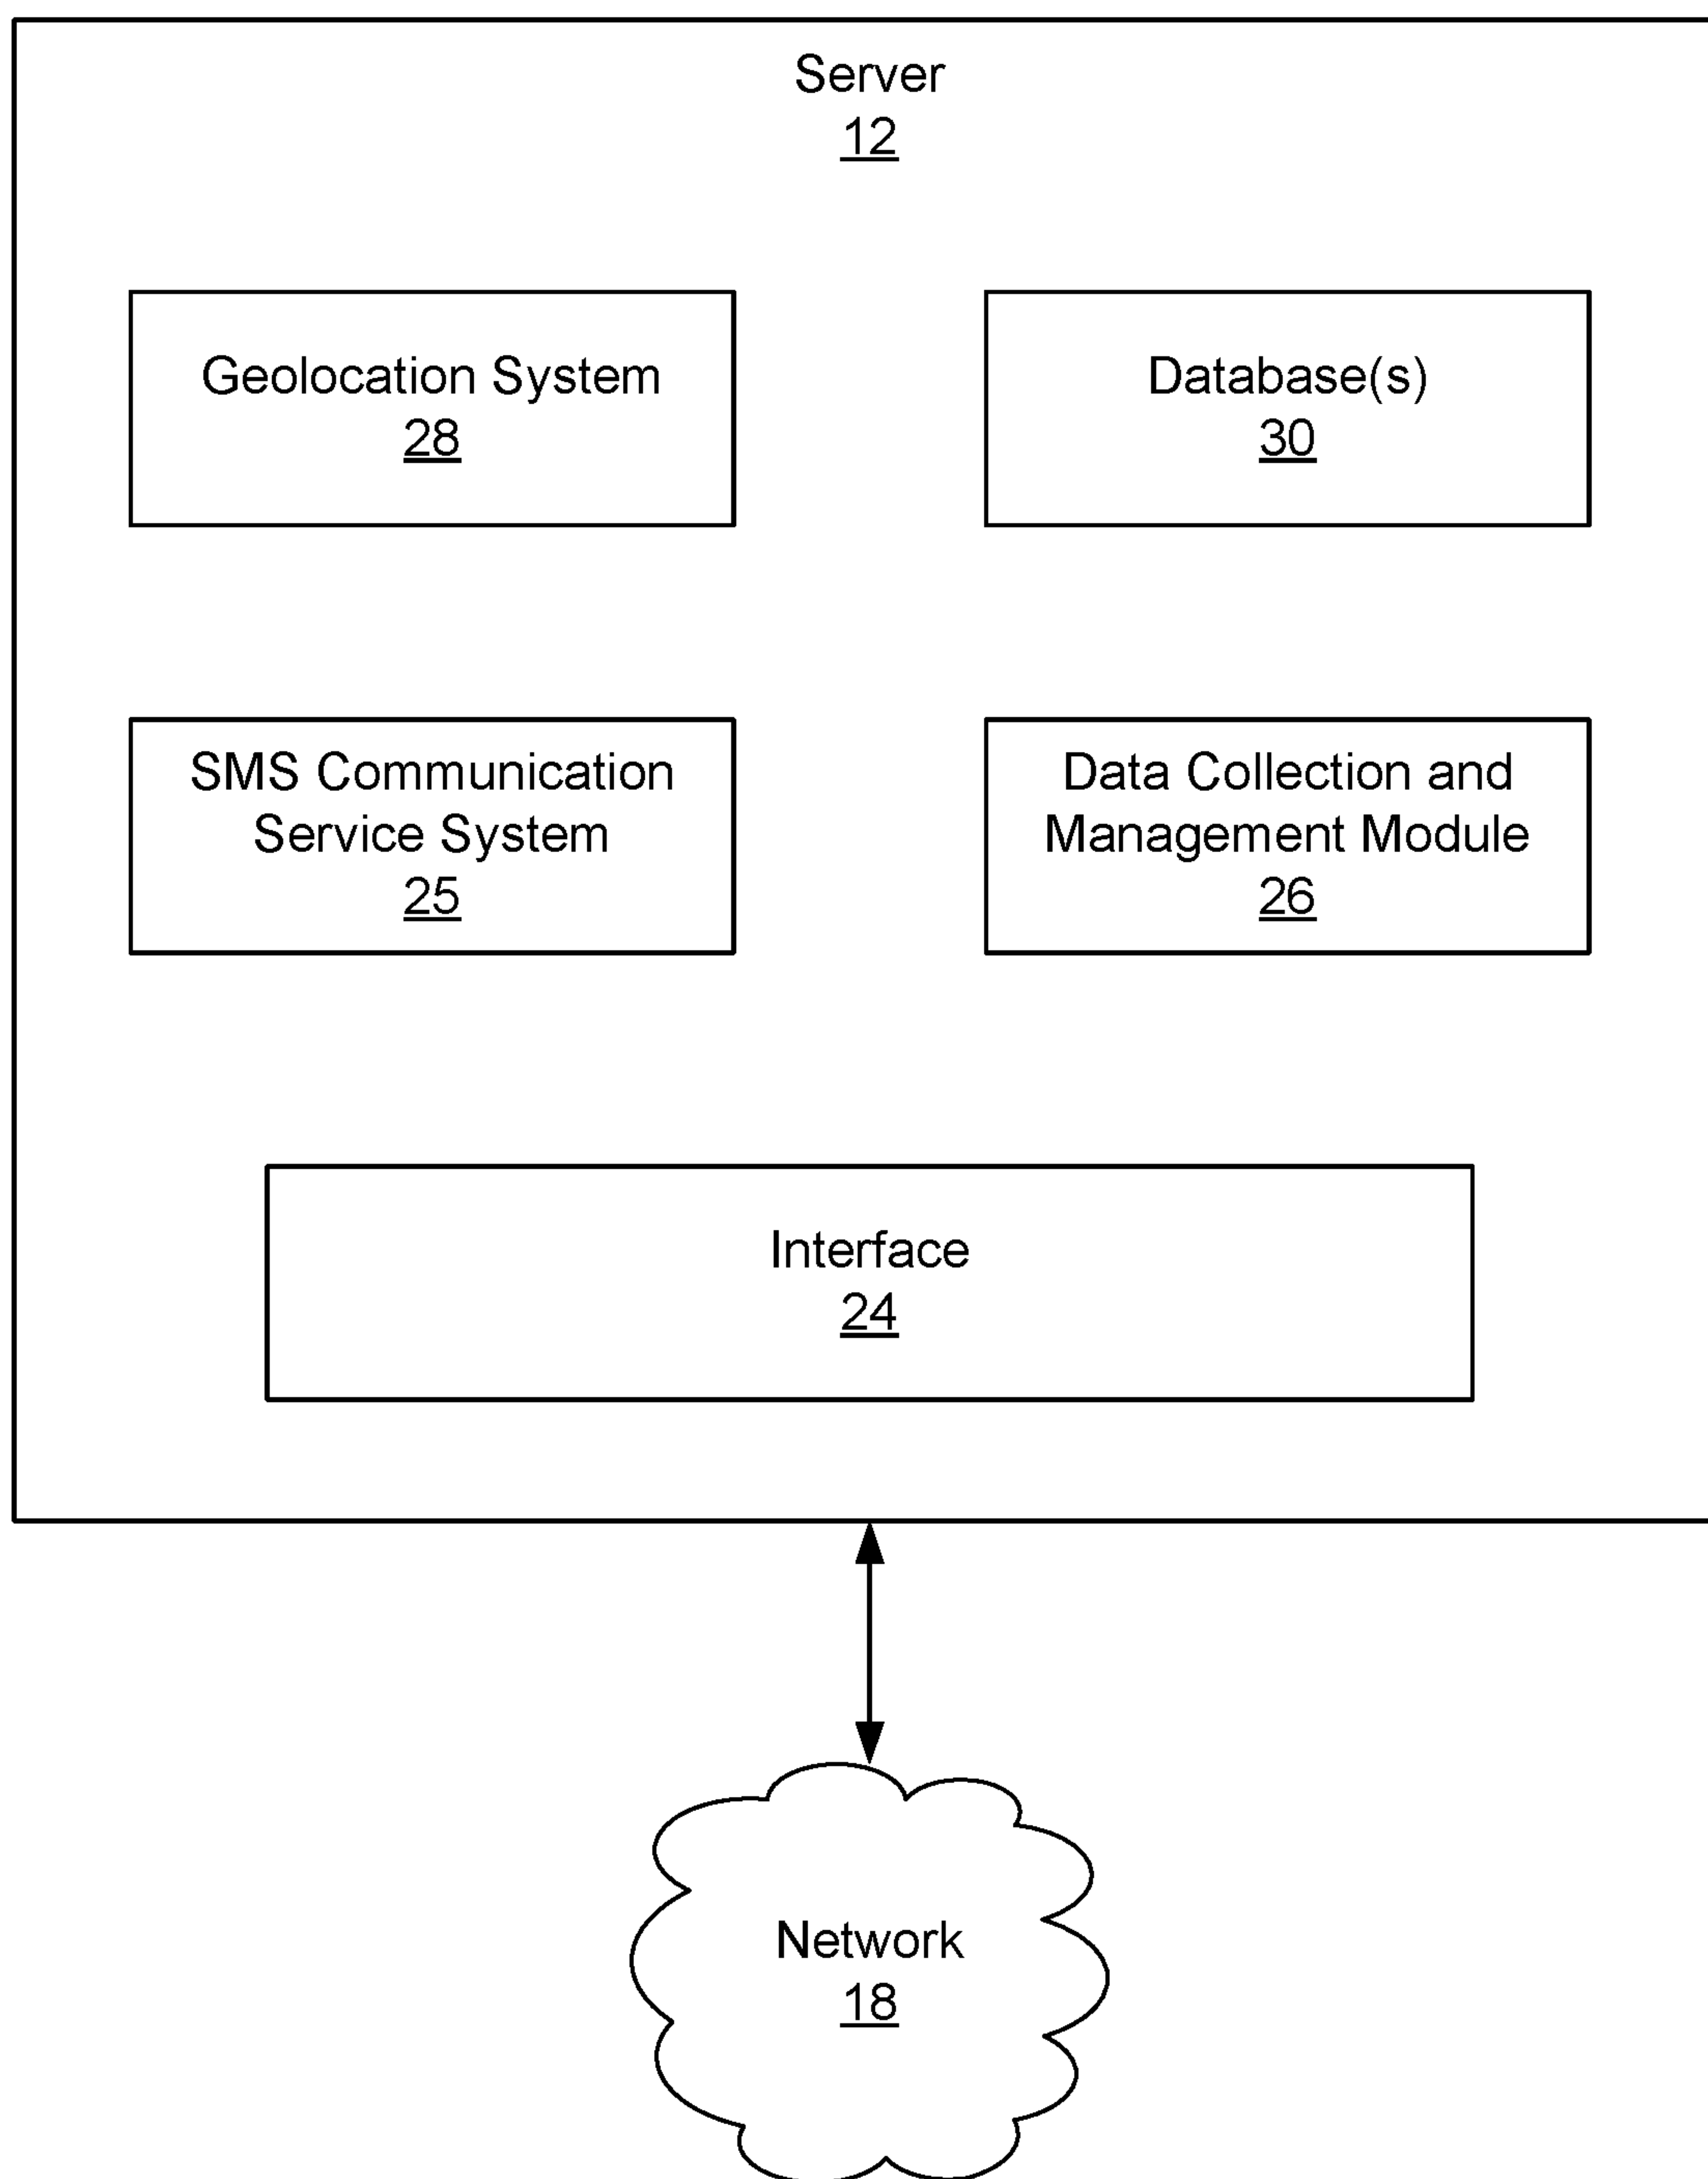 Server
12
Geolocation System
28
Database(s)
30
SMS Communication
Service System
25
Data Collection and
Management Module
26
Interface
24
Network
18